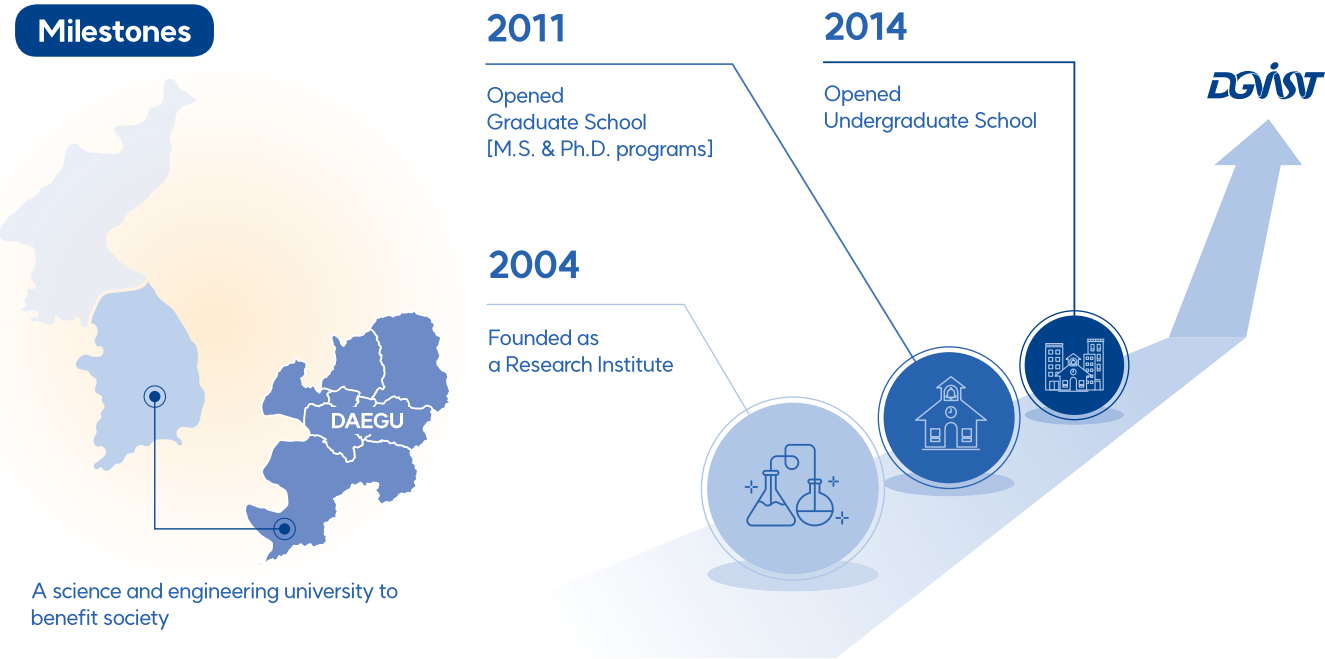 Milestones
DAEGU
A science and engineering university to
benefit society
2004
Founded as
a Research Institute
2011
Opened
Graduate School
[M.S. & Ph.D. programs]
2014
Opened
Undergraduate School
DGIST